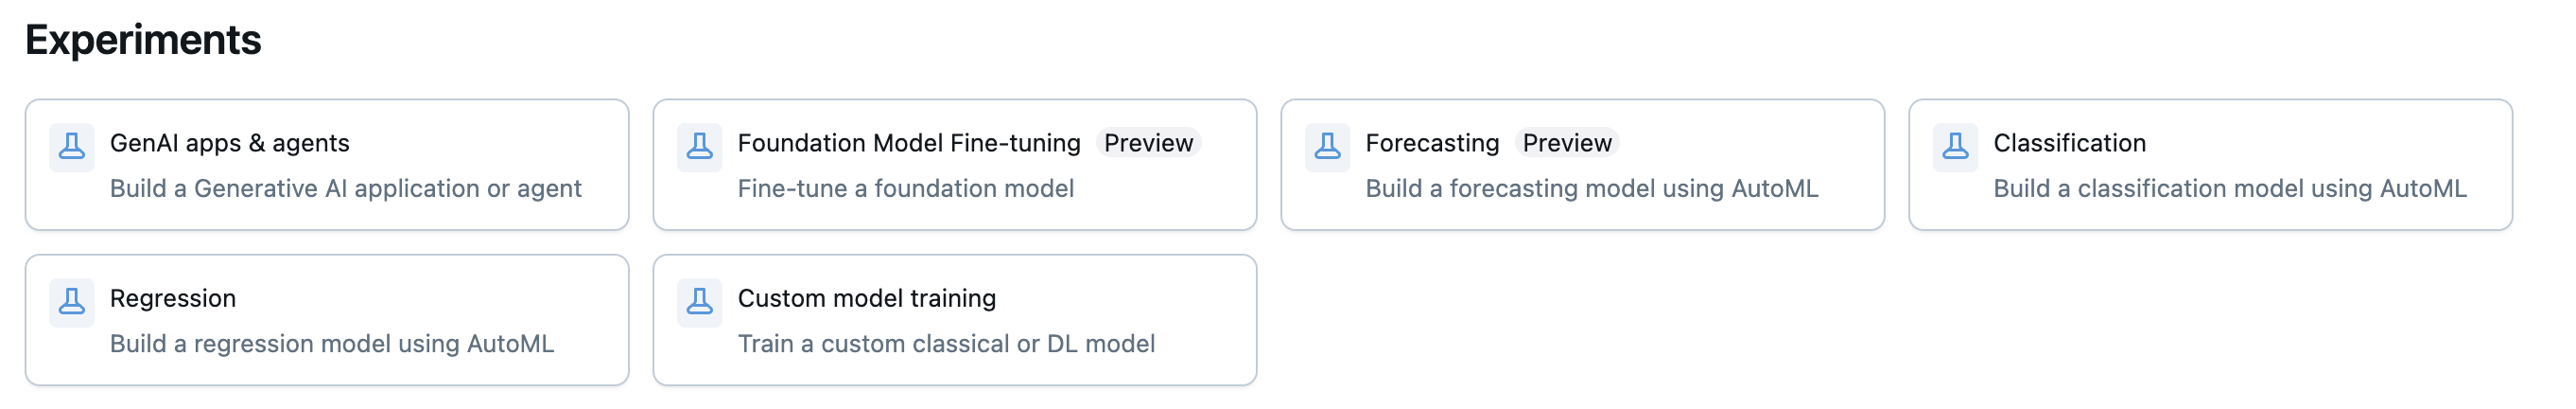 Experiments
GenAI apps & agents
Build a Generative AI application or agent
Foundation Model Fine-tuning Preview
Fine-tune a foundation model
Forecasting Preview
Build a forecasting model using AutoML
Classification
Build a classification model using AutoML
Regression
Build a regression model using AutoML
Custom model training
Train a custom classical or DL model